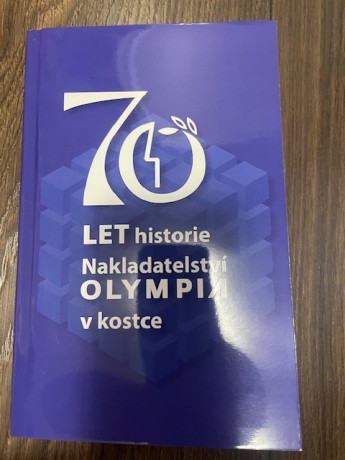 70
LET historie
Nakladatelství
OLYMPIA
v kostce